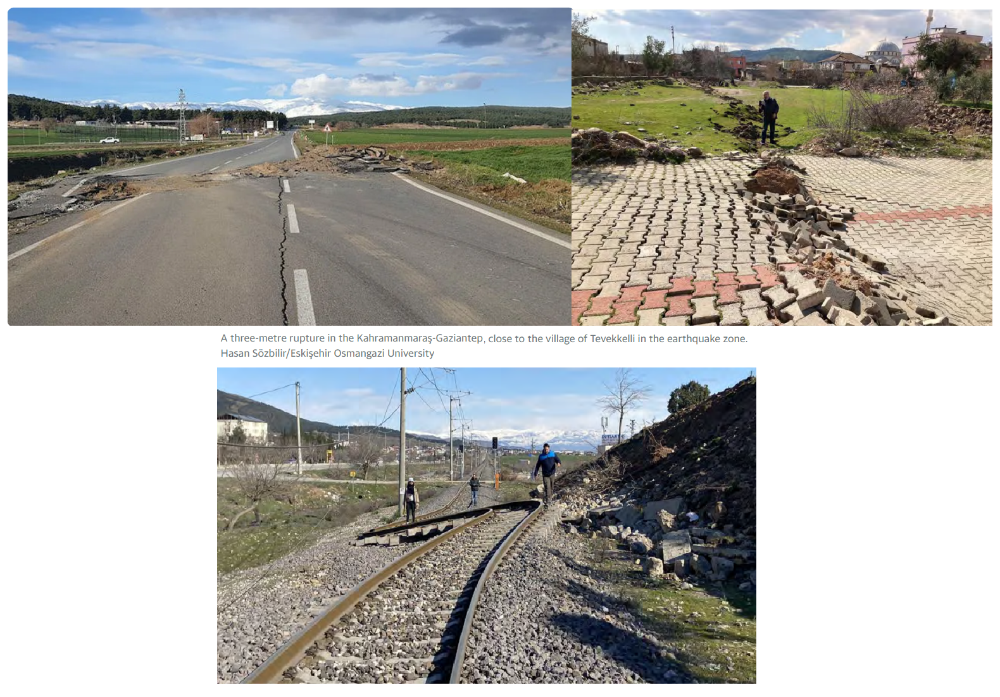 A three-metre rupture in the Kahramanmaraş-Gaziantep, close to the village of Tevekkelli in the earthquake zone.
Hasan Sözbilir/Eskişehir Osmangazi University